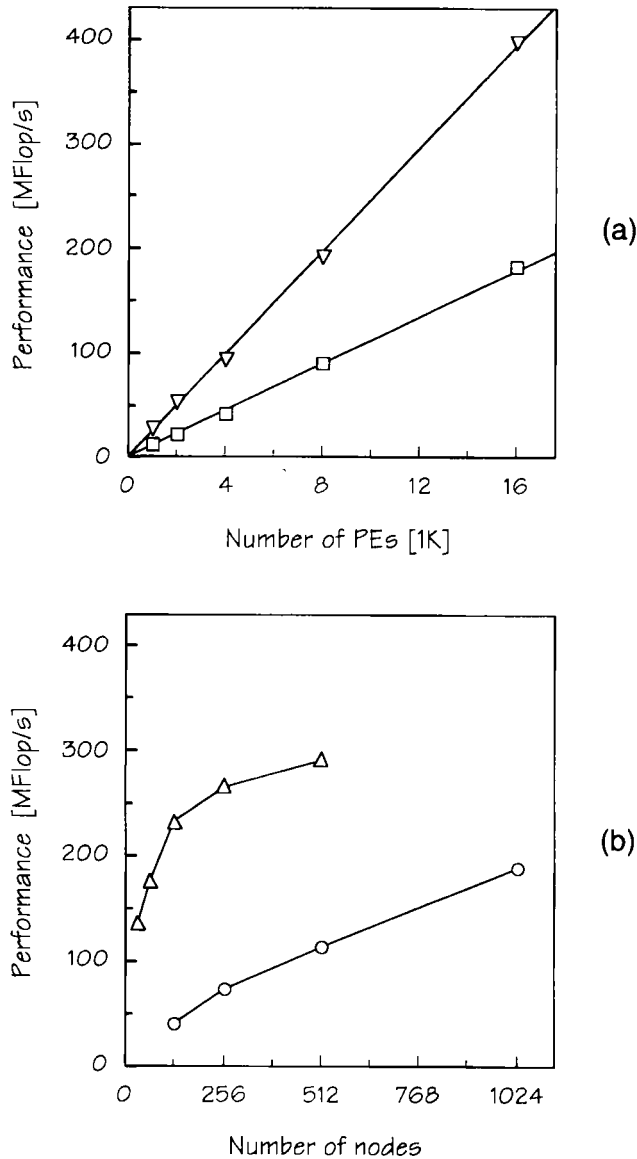 400
300
200
100
0
Performance [MFlop/s]
0 4 8 12 16
Number of PEs [1K]
(a)
400
300
200
100
0
Performance [MFlop/s]
0 256 512 768 1024
Number of nodes
(b)